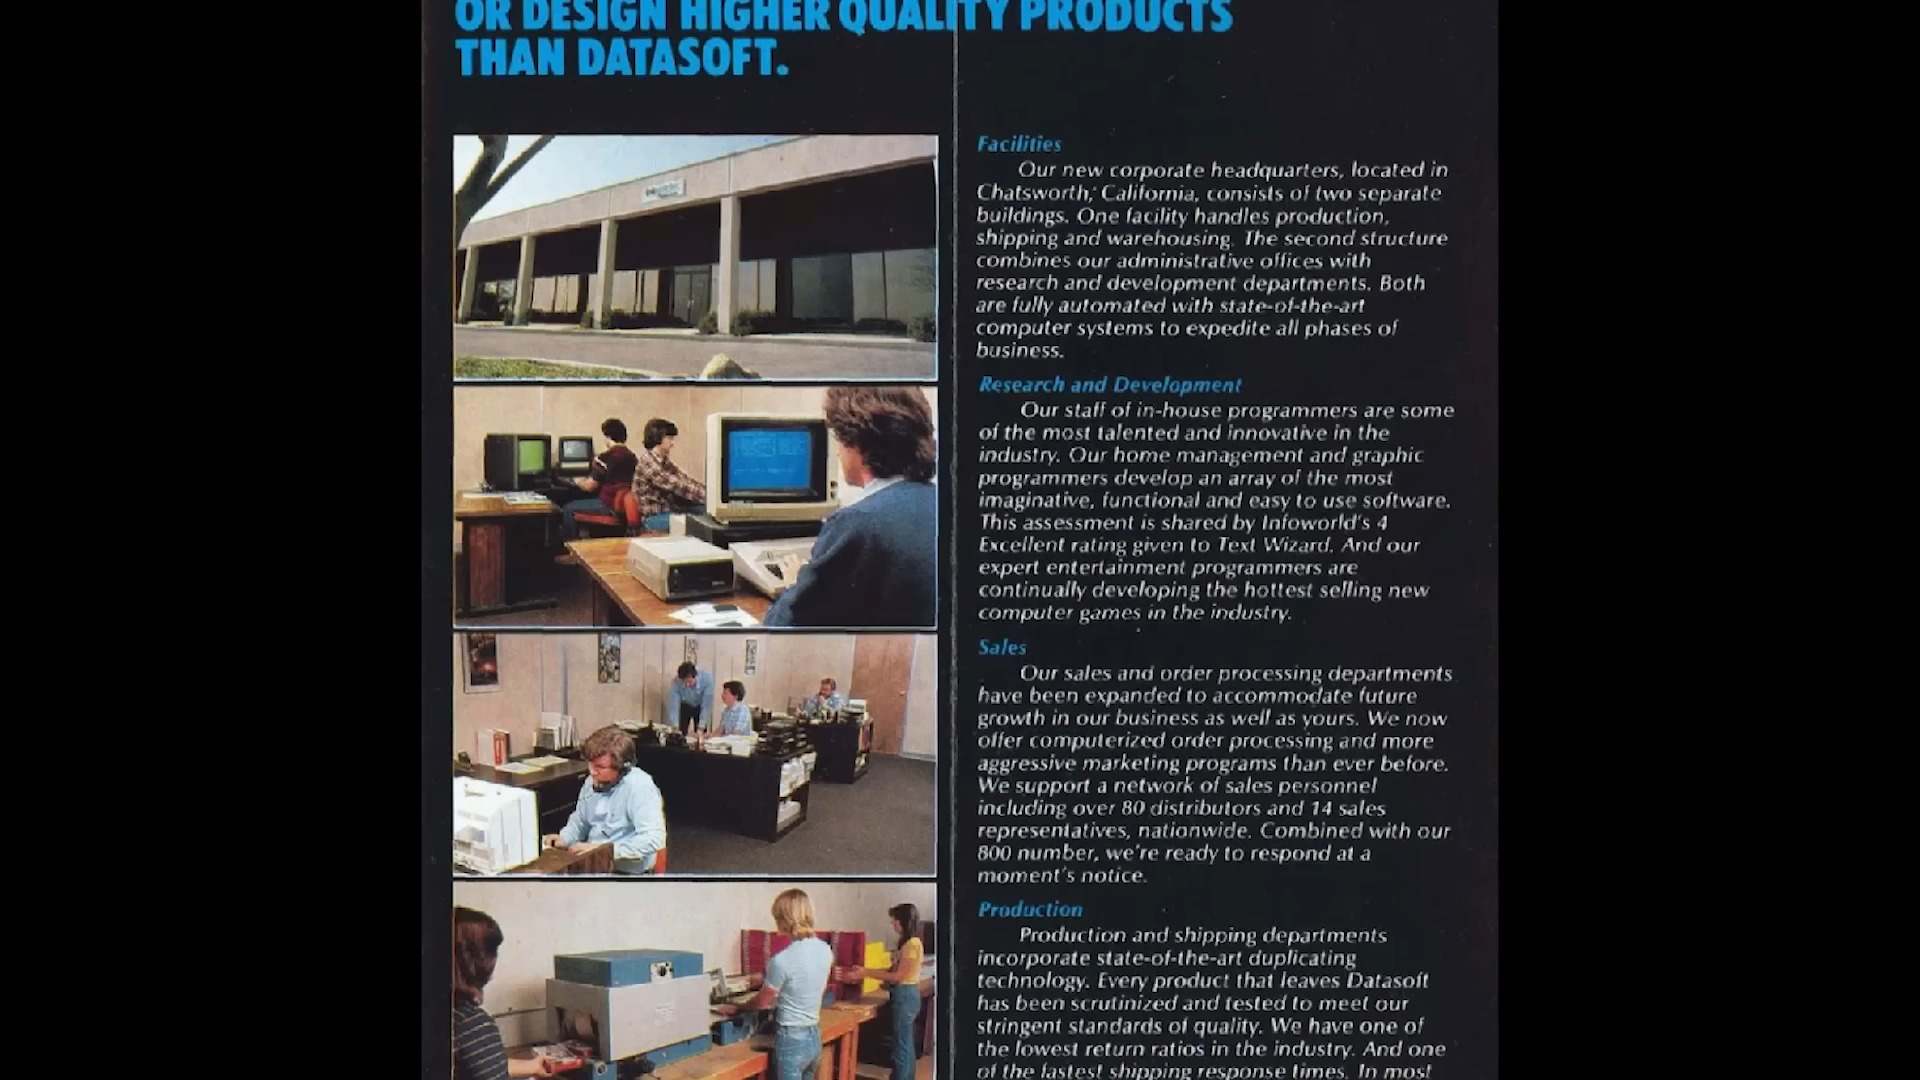 OR DESIGN HIGHER QUALITY PRODUCTS
THAN DATASOFT.
Facilities
Our new corporate headquarters, located in
Chatsworth, California, consists of two separate
buildings. One facility handles production,
shipping and warehousing. The second structure
combines our administrative offices with
research and development departments. Both
are fully automated with state-of-the-art
computer systems to expedite all phases of
business.
Research and Development
Our staff of in-house programmers are some
of the most talented and innovative in the
industry. Our home management and graphic
programmers develop an array of the most
imaginative, functional and easy to use software.
This assessment is shared by Infoworld's 4
Excellent rating given to Text Wizard. And our
expert entertainment programmers are
continually developing the hottest selling new
computer games in the industry.
Sales
Our sales and order processing departments
have been expanded to accommodate future
growth in our business as well as yours. We now
offer computerized order processing and more
aggressive marketing programs than ever before.
We support a network of sales personnel
including over 80 distributors and 14 sales
representatives, nationwide. Combined with our
800 number, we're ready to respond at a
moment's notice.
Production
Production and shipping departments
incorporate state-of-the-art duplicating
technology. Every product that leaves Datasoft
has been scrutinized and tested to meet our
stringent standards of quality. We have one of
the lowest return ratios in the industry. And one
of the fastest shipping response times. In most